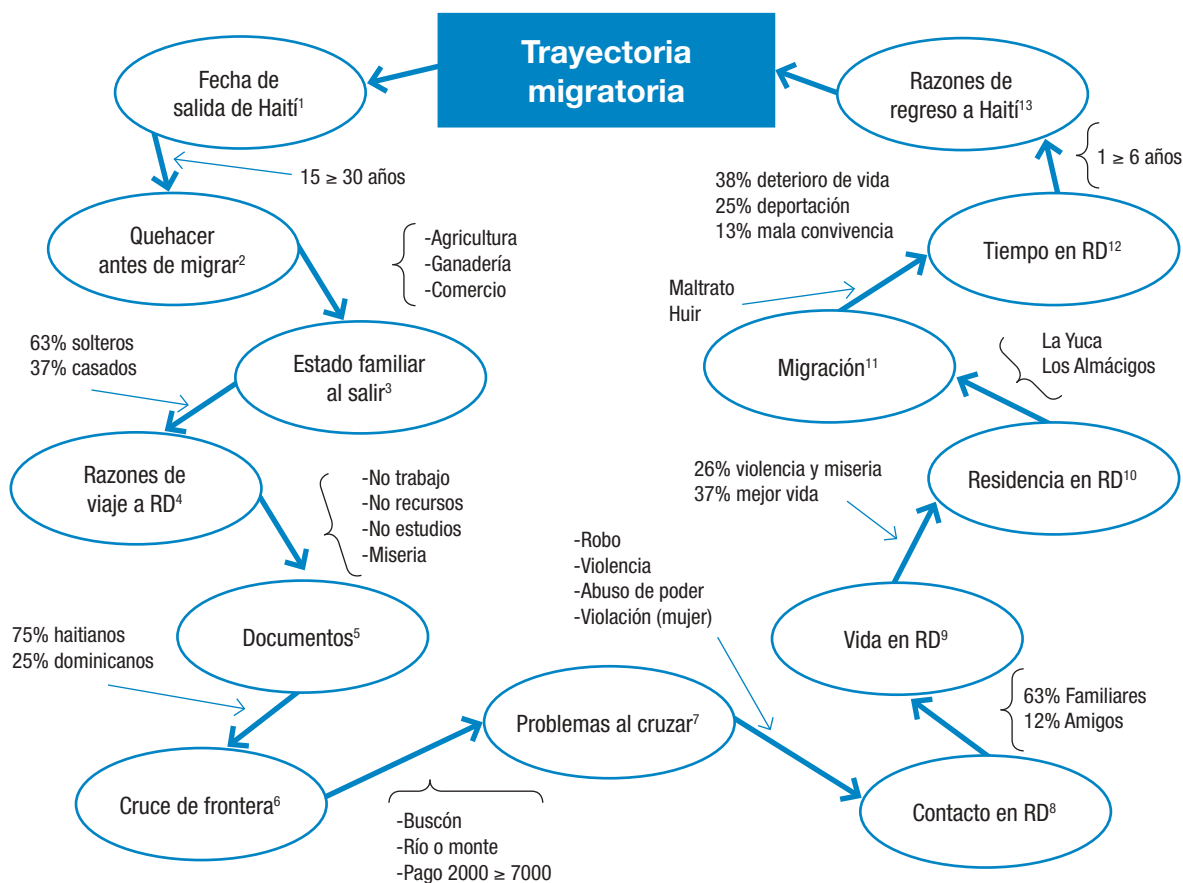 Trayectoria
migratoria
Fecha de
salida de Haití¹
15 ≥ 30 años
Quehacer
antes de migrar²
-Agricultura
-Ganadería
-Comercio
Estado familiar
al salir³
63% solteros
37% casados
Razones de
viaje a RD⁴
-No trabajo
-No recursos
-No estudios
-Miseria
Documentos⁵
75% haitianos
25% dominicanos
Cruce de frontera⁶
-Buscón
-Río o monte
-Pago 2000 ≥ 7000
Problemas al cruzar⁷
-Robo
-Violencia
-Abuso de poder
-Violación (mujer)
Contacto en RD⁸
63% Familiares
12% Amigos
Vida en RD⁹
26% violencia y miseria
37% mejor vida
Residencia en RD¹⁰
La Yuca
Los Almácigos
Migración¹¹
Maltrato
Huir
Tiempo en RD¹²
38% deterioro de vida
25% deportación
13% mala convivencia
1 ≥ 6 años
Razones de
regreso a Haití¹³